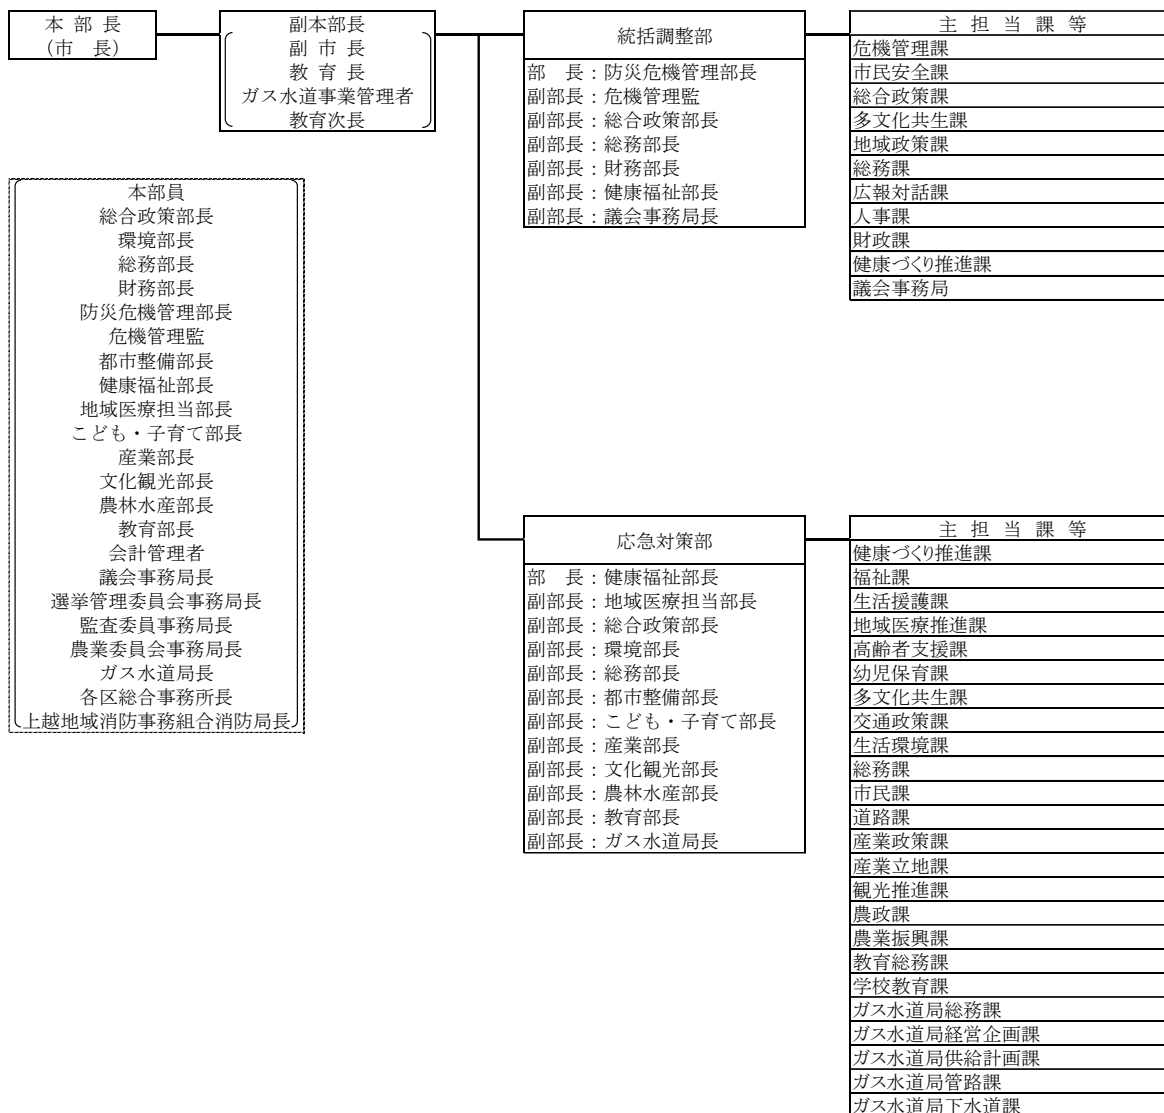 本部長
(市　長)
副本部長
副市長
教育長
ガス水道事業管理者
教育次長
本部員
総合政策部長
環境部長
総務部長
財務部長
防災危機管理部長
危機管理監
都市整備部長
健康福祉部長
地域医療担当部長
こども・子育て部長
産業部長
文化観光部長
農林水産部長
教育部長
会計管理者
議会事務局長
選挙管理委員会事務局長
監査委員事務局長
農業委員会事務局長
ガス水道局長
各区総合事務所長
上越地域消防事務組合消防局長
統括調整部
部　長：防災危機管理部長
副部長：危機管理監
副部長：総合政策部長
副部長：総務部長
副部長：財務部長
副部長：健康福祉部長
副部長：議会事務局長
主担当課等
危機管理課
市民安全課
総合政策課
多文化共生課
地域政策課
総務課
広報対話課
人事課
財政課
健康づくり推進課
議会事務局
応急対策部
部　長：健康福祉部長
副部長：地域医療担当部長
副部長：総合政策部長
副部長：環境部長
副部長：総務部長
副部長：都市整備部長
副部長：こども・子育て部長
副部長：産業部長
副部長：文化観光部長
副部長：農林水産部長
副部長：教育部長
副部長：ガス水道局長
主担当課等
健康づくり推進課
福祉課
生活援護課
地域医療推進課
高齢者支援課
幼児保育課
多文化共生課
交通政策課
生活環境課
総務課
市民課
道路課
産業政策課
産業立地課
観光推進課
農政課
農業振興課
教育総務課
学校教育課
ガス水道局総務課
ガス水道局経営企画課
ガス水道局供給計画課
ガス水道局管路課
ガス水道局下水道課